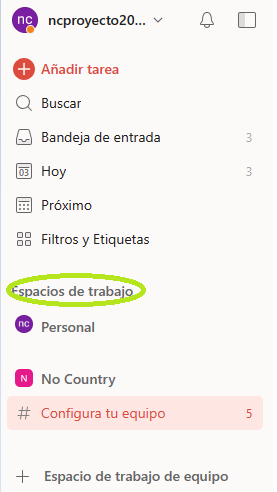 nc ncproyecto20...
Añadir tarea
Buscar
Bandeja de entrada 3
03 Hoy 3
Próximo
Filtros y Etiquetas
Espacios de trabajo
nc Personal
N No Country
# Configura tu equipo 5
+ Espacio de trabajo de equipo